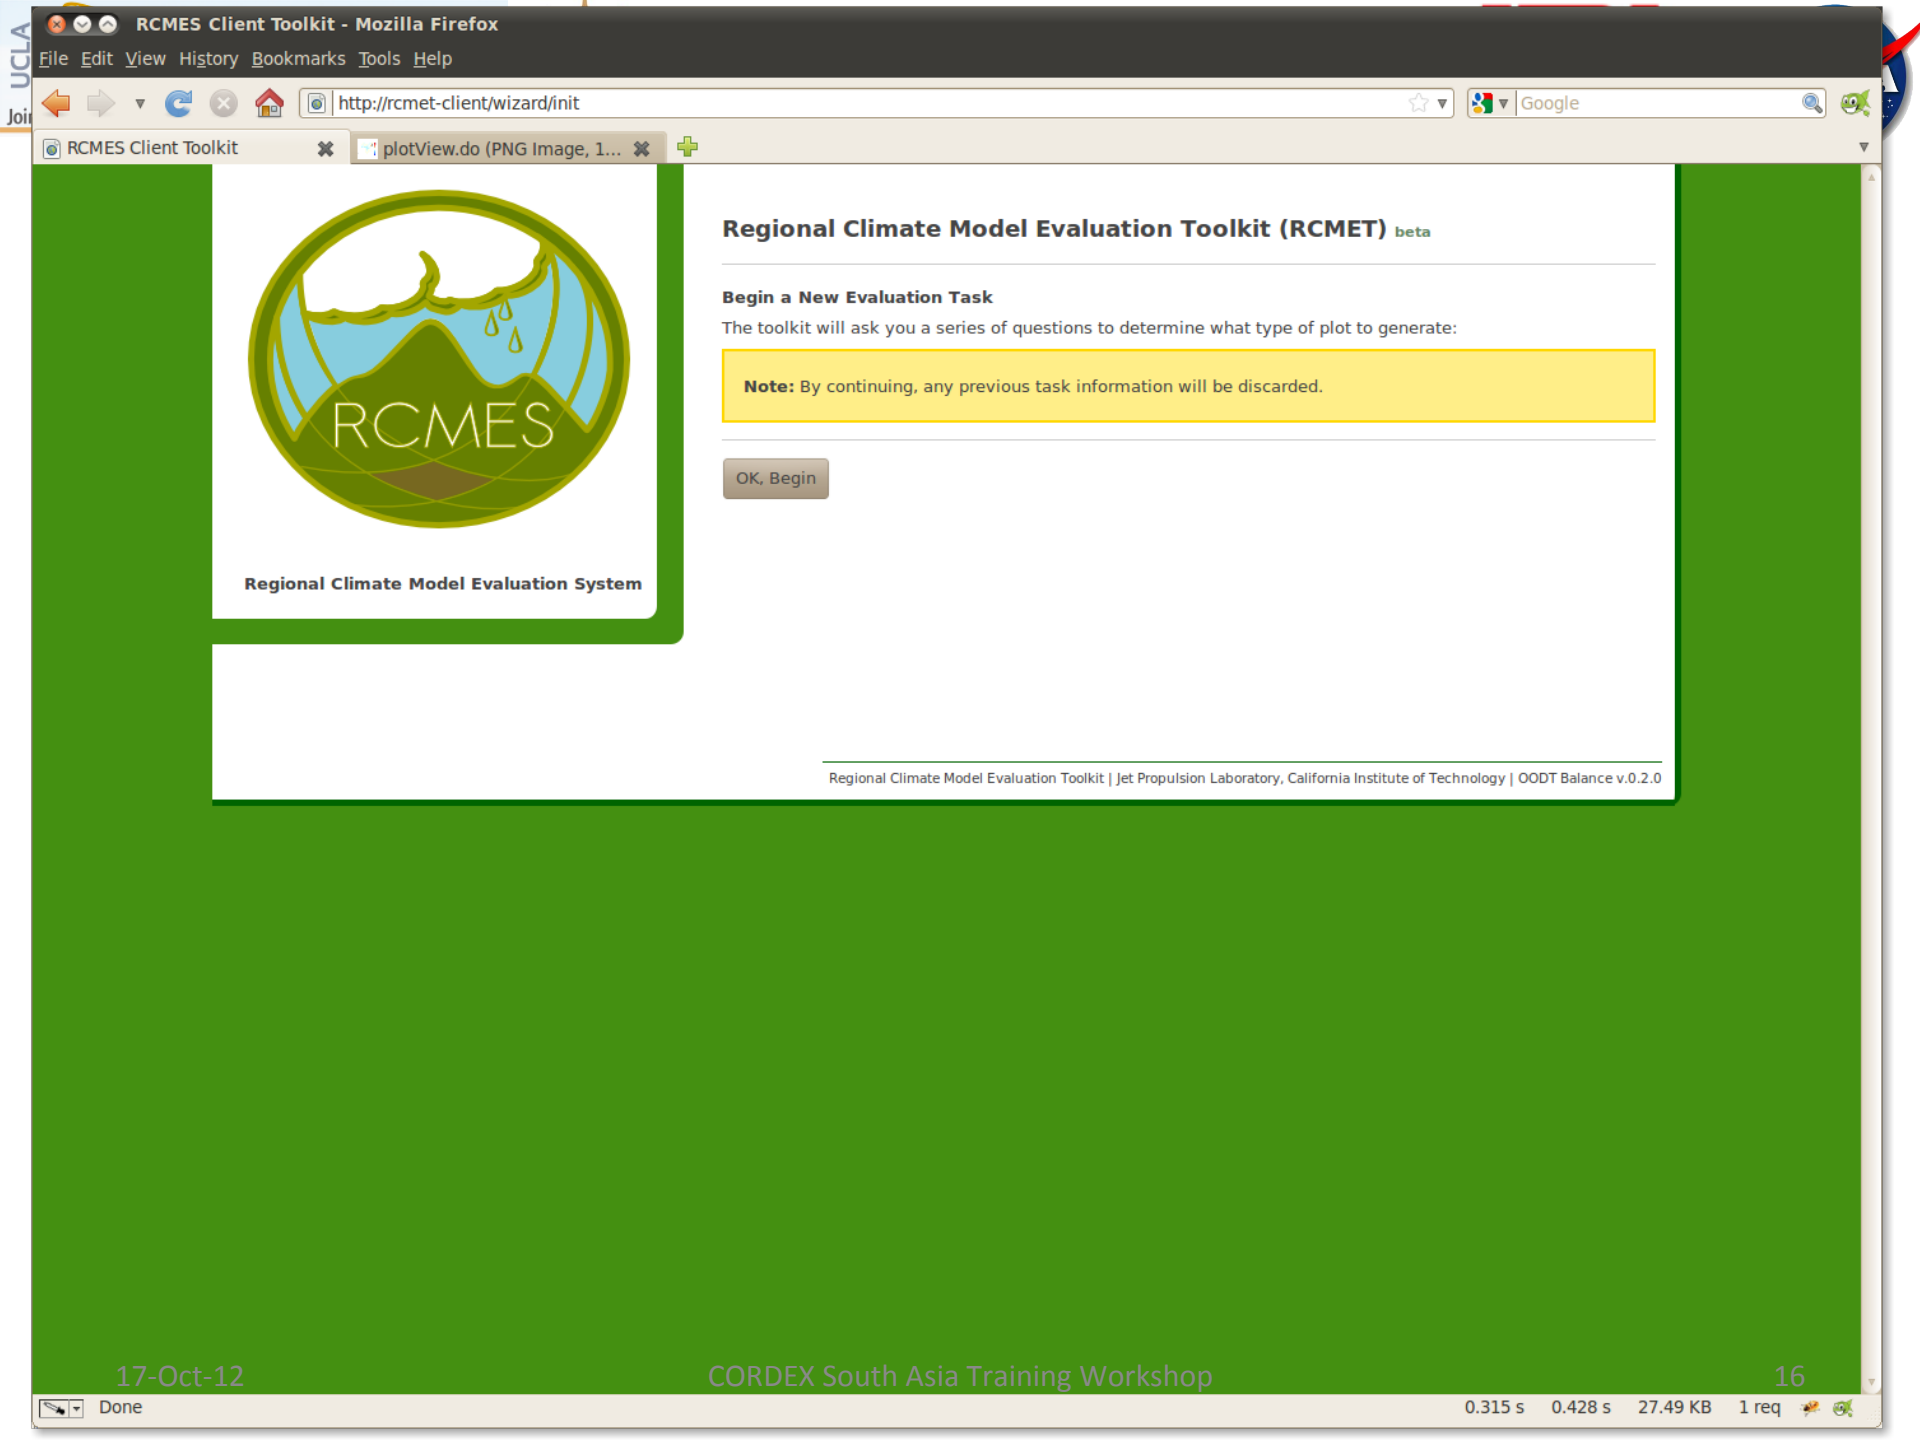 UCLA
Joi
RCMES Client Toolkit - Mozilla Firefox
File Edit View History Bookmarks Tools Help
http://rcmet-client/wizard/init
Google
RCMES Client Toolkit
plotView.do (PNG Image, 1...
RCMES
Regional Climate Model Evaluation System
Regional Climate Model Evaluation Toolkit (RCMET) beta
Begin a New Evaluation Task
The toolkit will ask you a series of questions to determine what type of plot to generate:
Note: By continuing, any previous task information will be discarded.
OK, Begin
Regional Climate Model Evaluation Toolkit | Jet Propulsion Laboratory, California Institute of Technology | OODT Balance v.0.2.0
17-Oct-12 CORDEX South Asia Training Workshop 16
Done 0.315 s 0.428 s 27.49 KB 1 req